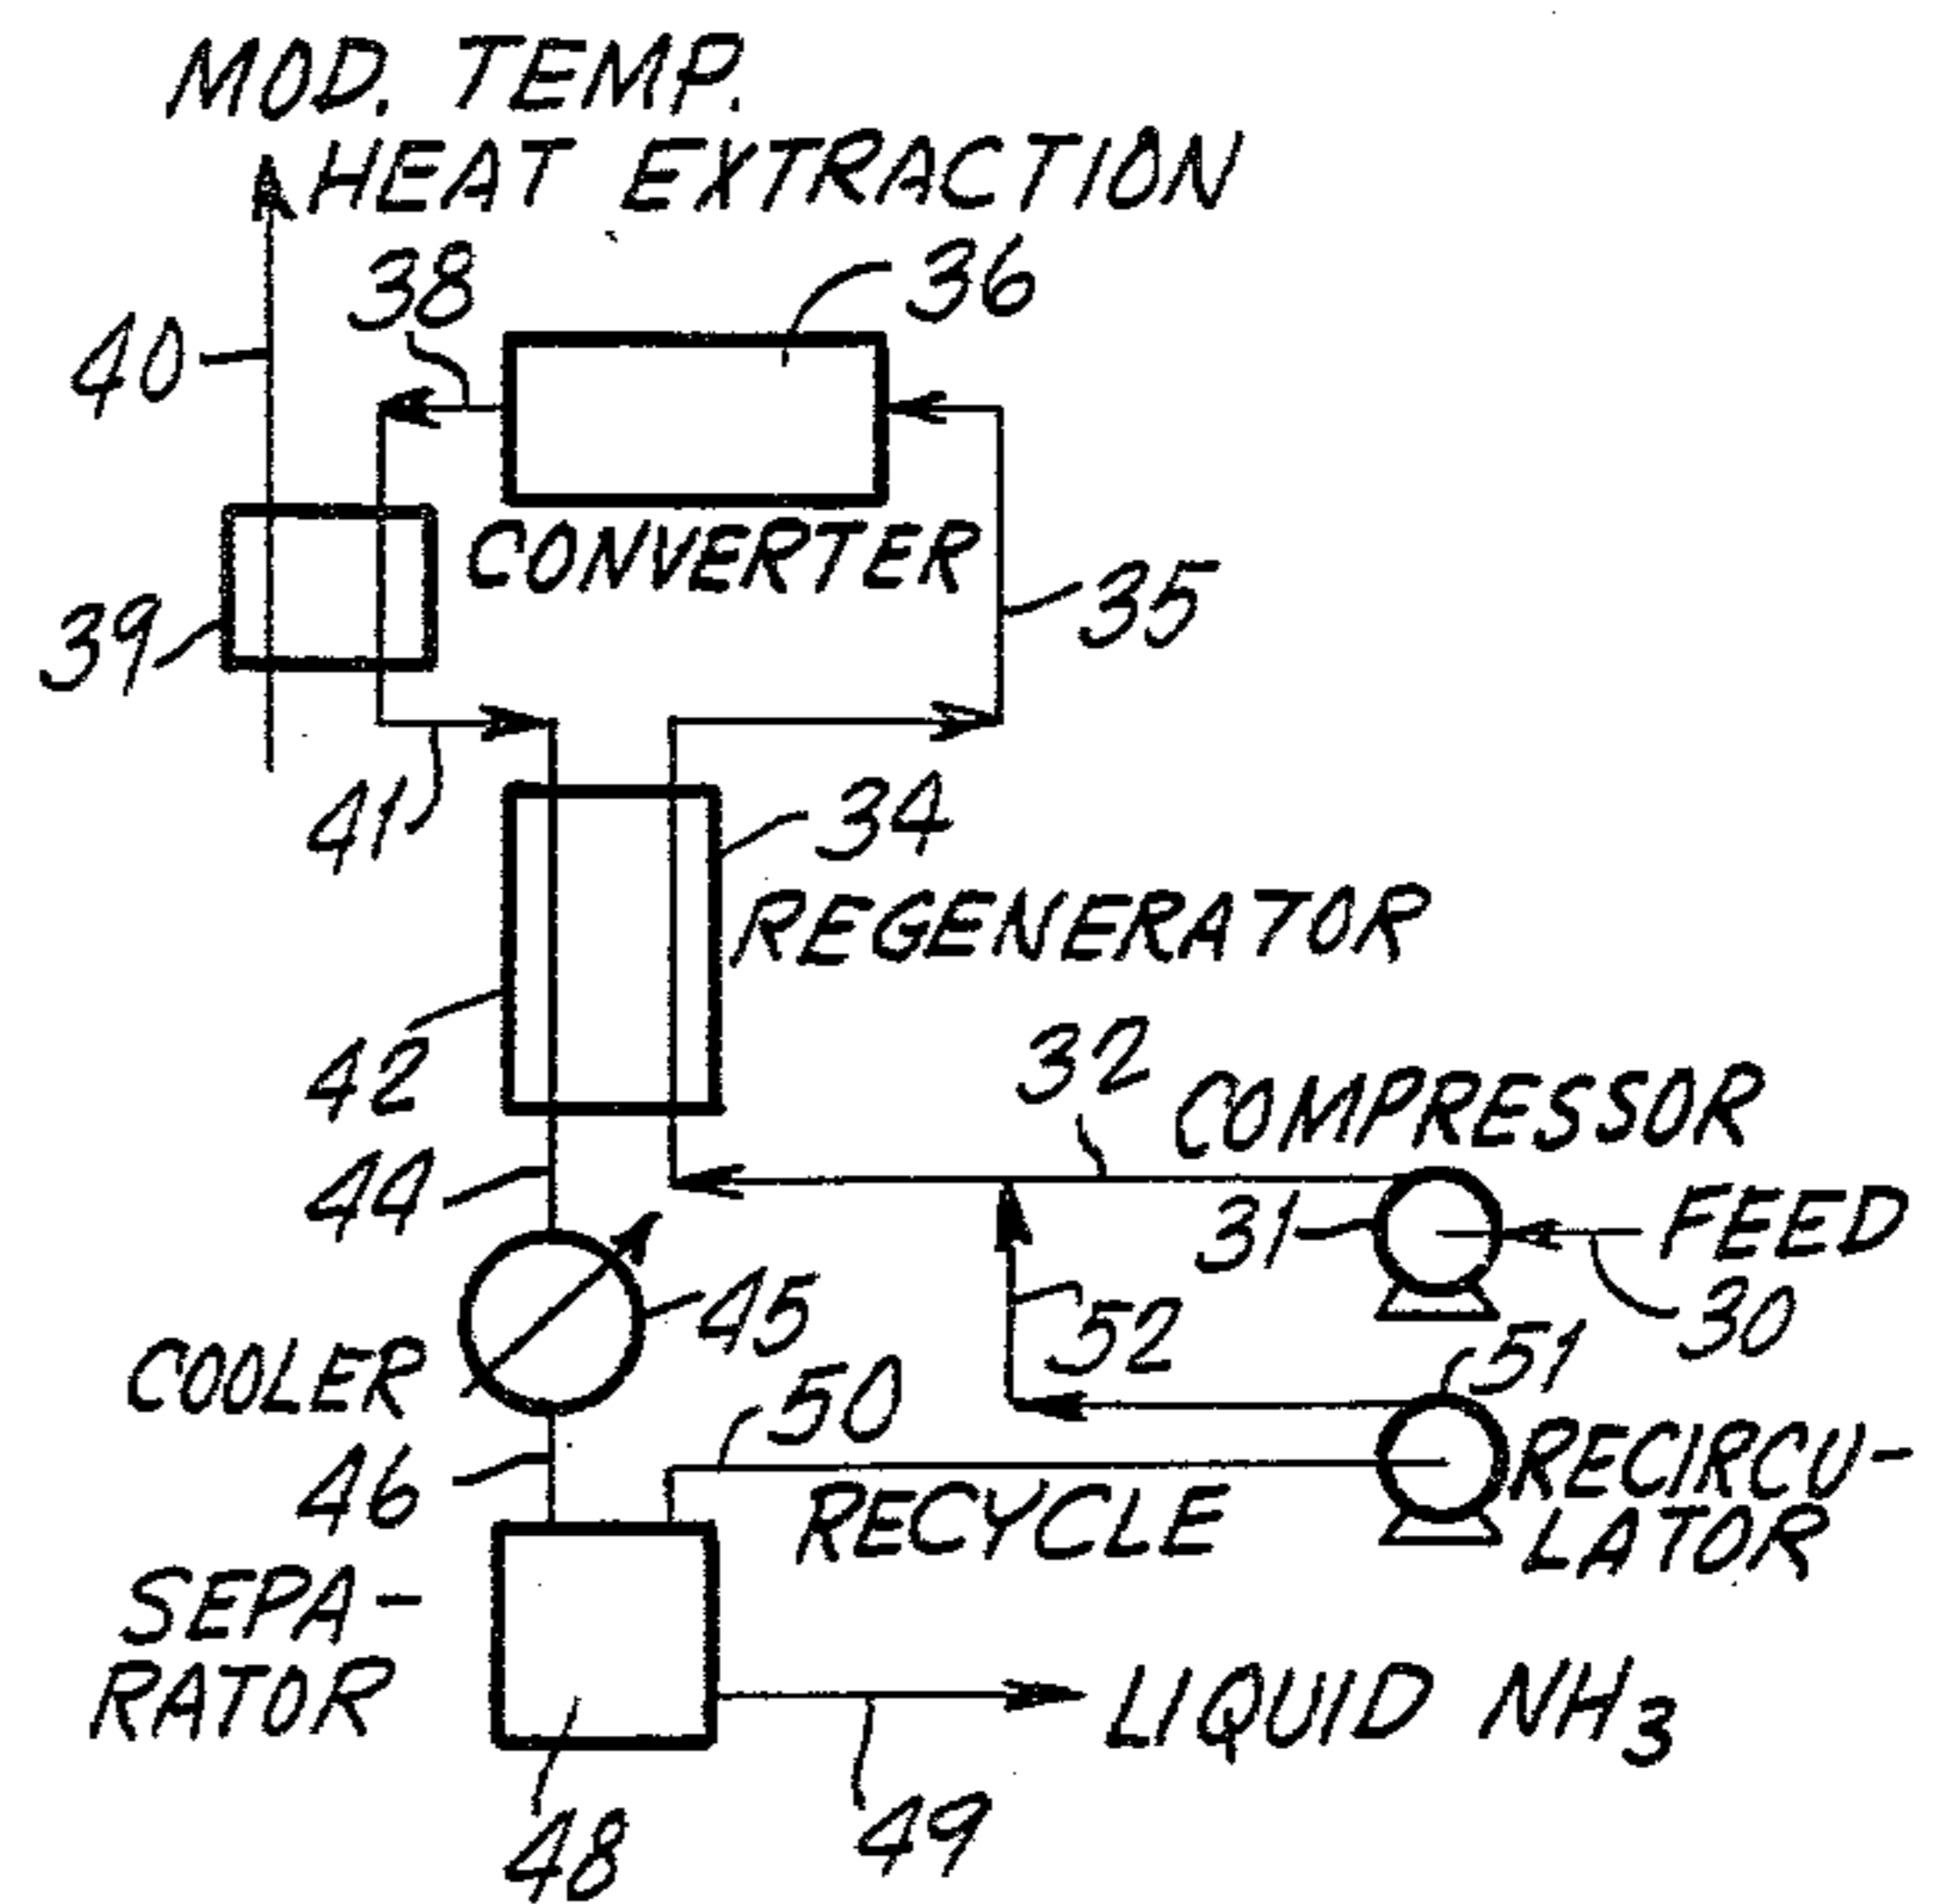 MOD. TEMP.
HEAT EXTRACTION
38
36
40
CONVERTER
39
35
41
34
REGENERATOR
42
32
COMPRESSOR
44
31
FEED
30
45
52
51
COOLER
50
46
RECYCLE
RECIRCU-
LATOR
SEPA-
RATOR
LIQUID NH3
49
48